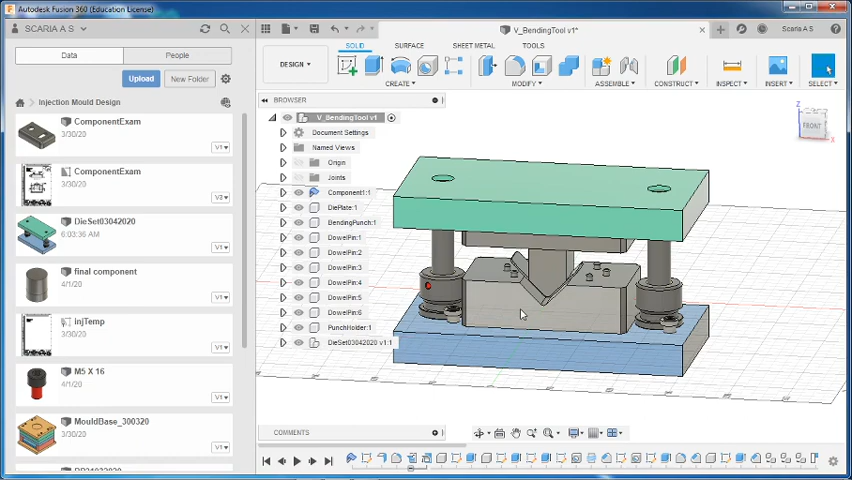 Autodesk Fusion 360 (Education License)
SCARIA A S
V_BendingTool v1*
Scaria A S
Data
People
SOLID
SURFACE
SHEET METAL
TOOLS
Upload
New Folder
DESIGN
CREATE
MODIFY
ASSEMBLE
CONSTRUCT
INSPECT
INSERT
SELECT
Injection Mould Design
BROWSER
ComponentExam
3/30/20
V1
ComponentExam
3/30/20
DieSet03042020
6:03:36 AM
V1
final component
4/1/20
V1
injTemp
3/30/20
V1
M5 X 16
4/1/20
V1
MouldBase_300320
3/30/20
V1
V_BendingTool v1
Document Settings
Named Views
Origin
Joints
Component1:1
DiePlate:1
BendingPunch:1
DowelPin:1
DowelPin:2
DowelPin:3
DowelPin:4
DowelPin:5
DowelPin:6
PunchHolder:1
DieSet03042020 v1:1
Z
FRONT
X
COMMENTS